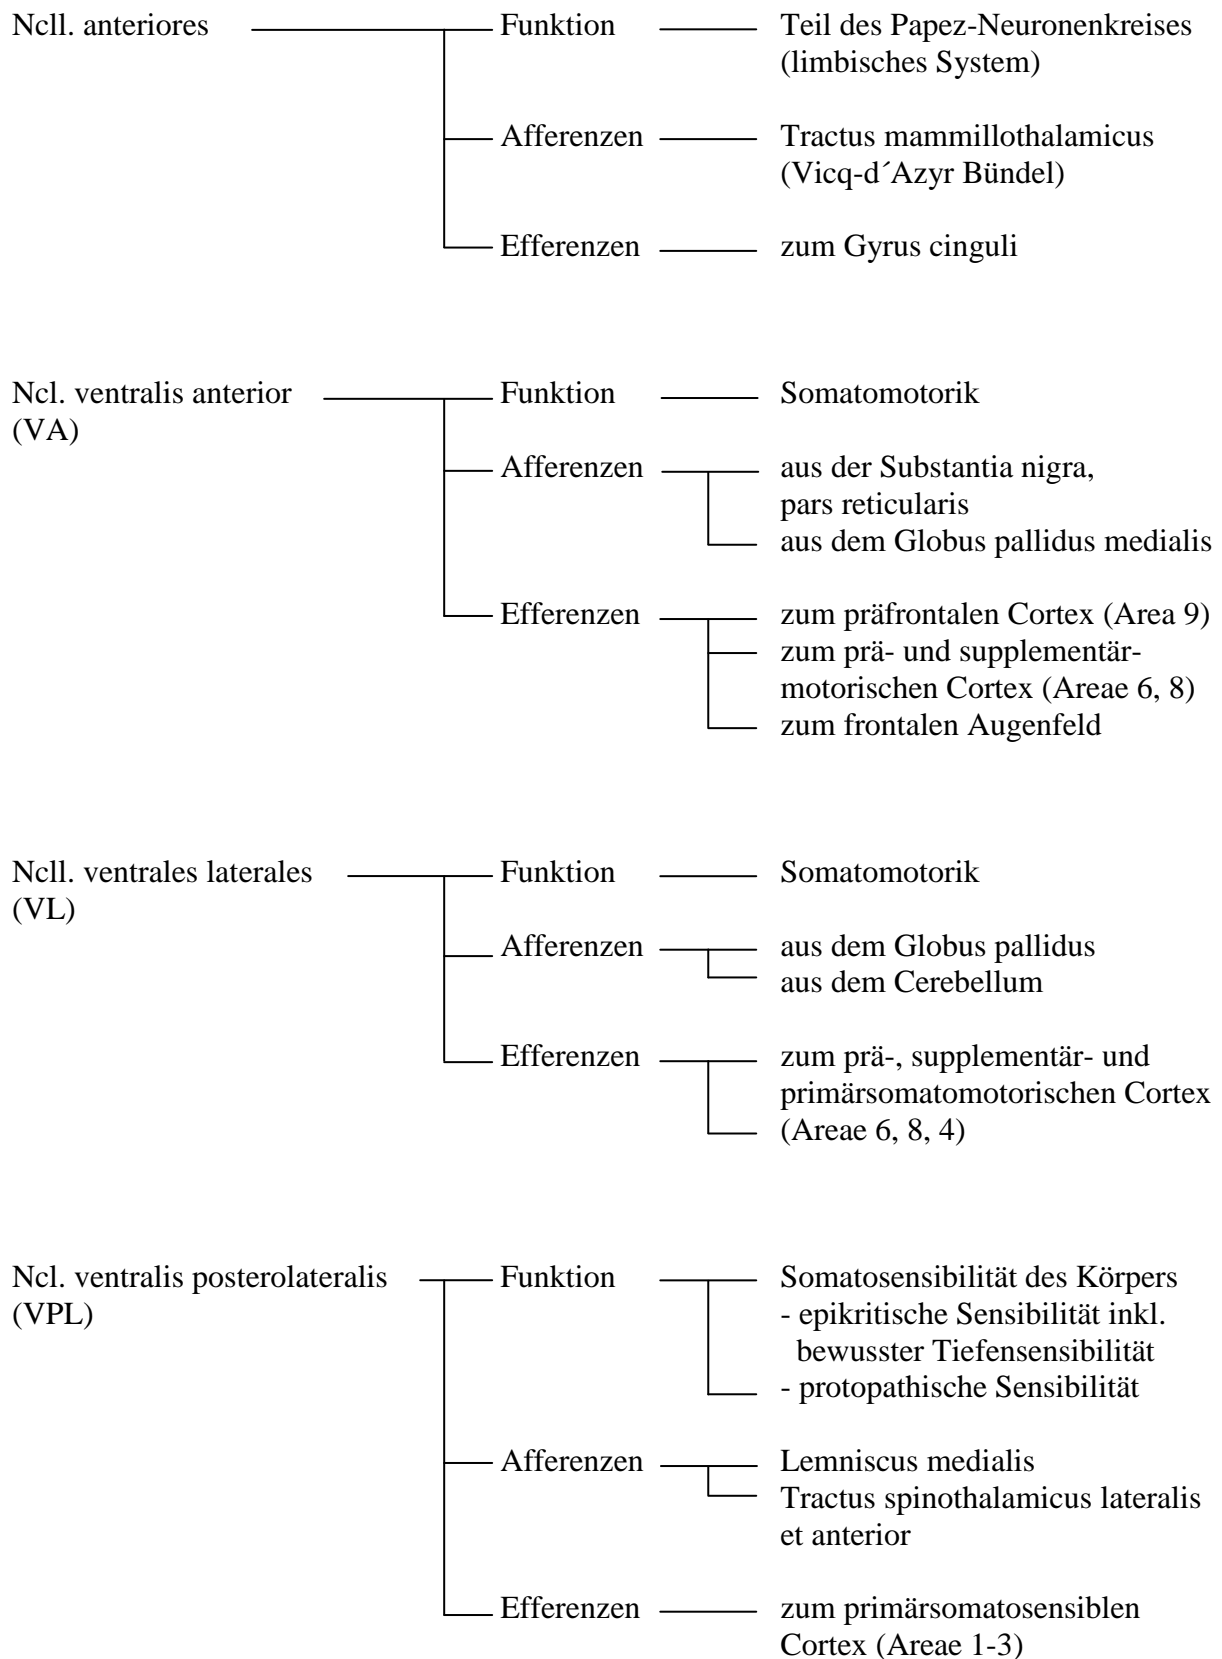 Ncll. anteriores
Funktion
Teil des Papez-Neuronenkreises
(limbisches System)
Afferenzen
Tractus mammillothalamicus
(Vicq-d´Azyr Bündel)
Efferenzen
zum Gyrus cinguli
Ncl. ventralis anterior
(VA)
Funktion
Somatomotorik
Afferenzen
aus der Substantia nigra,
pars reticularis
aus dem Globus pallidus medialis
Efferenzen
zum präfrontalen Cortex (Area 9)
zum prä- und supplementär-
motorischen Cortex (Areae 6, 8)
zum frontalen Augenfeld
Ncll. ventrales laterales
(VL)
Funktion
Somatomotorik
Afferenzen
aus dem Globus pallidus
aus dem Cerebellum
Efferenzen
zum prä-, supplementär- und
primärsomatomotorischen Cortex
(Areae 6, 8, 4)
Ncl. ventralis posterolateralis
(VPL)
Funktion
Somatosensibilität des Körpers
- epikritische Sensibilität inkl.
bewusster Tiefensensibilität
- protopathische Sensibilität
Afferenzen
Lemniscus medialis
Tractus spinothalamicus lateralis
et anterior
Efferenzen
zum primärsomatosensiblen
Cortex (Areae 1-3)